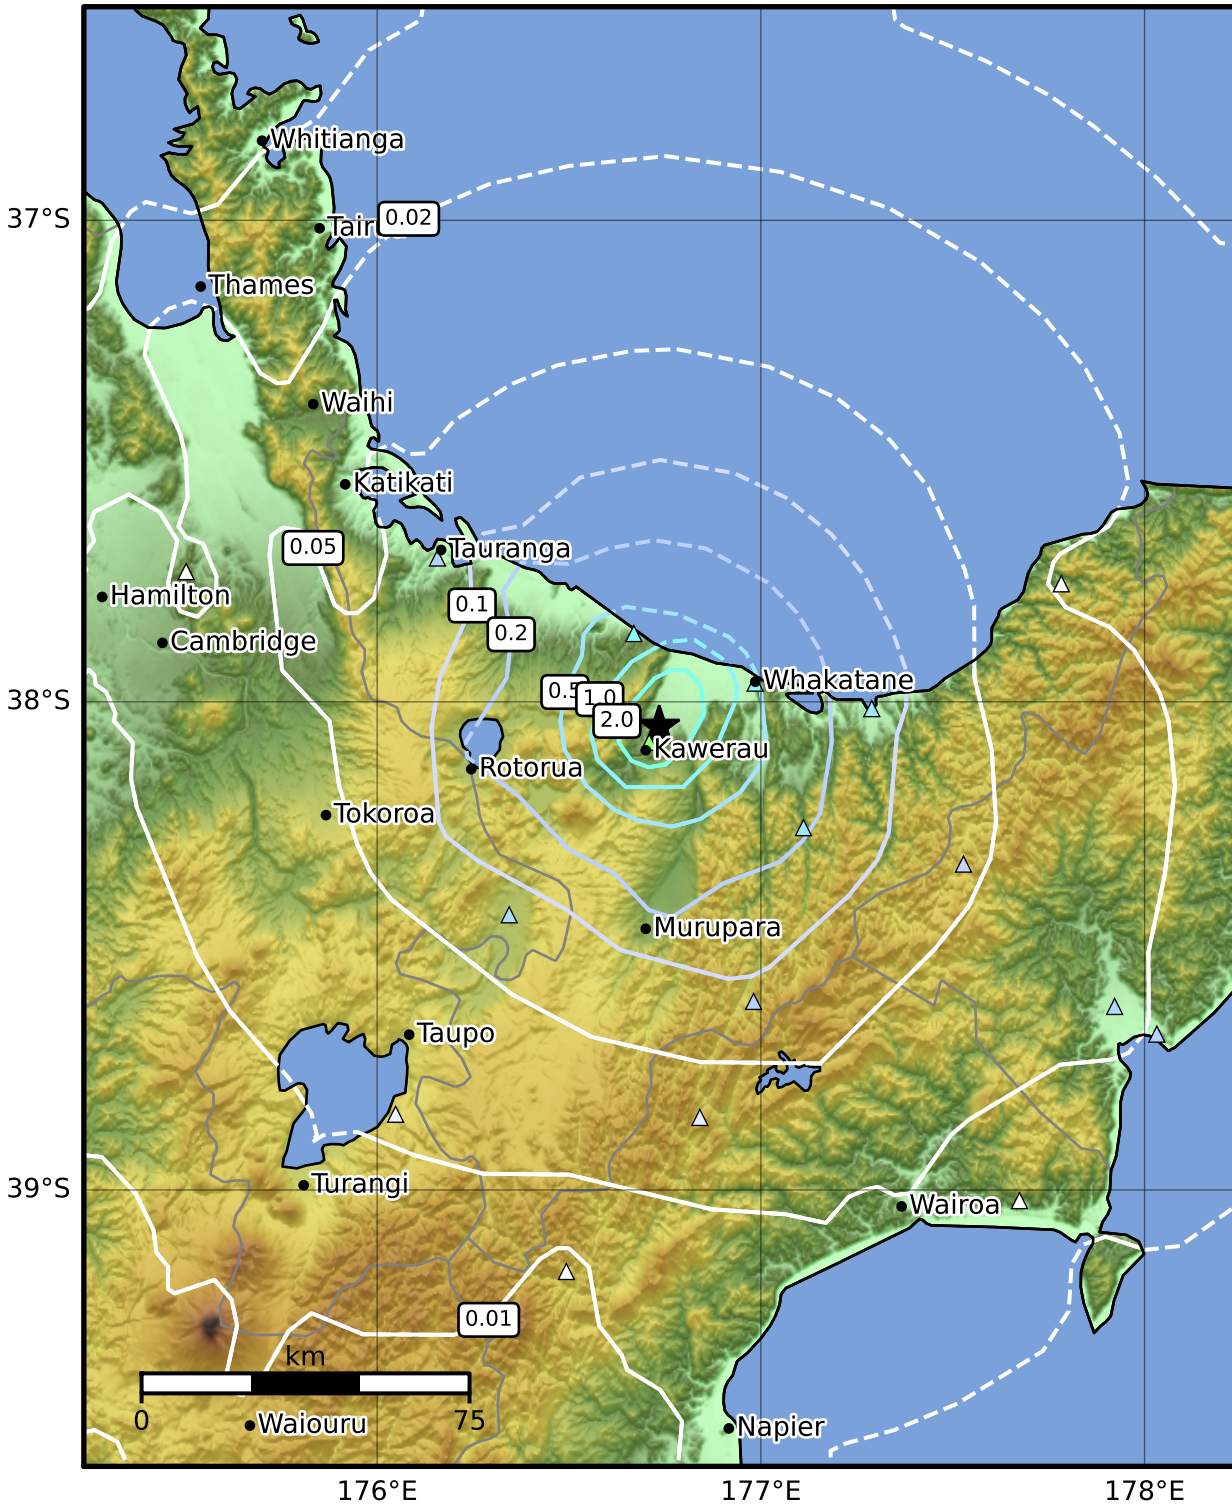 Whitianga
37°S
Tair
0.02
Thames
Waihi
Katikati
0.05
Tauranga
Hamilton
0.1
Cambridge
0.2
Whakatane
38°S
0.5
1.0
2.0
Kawerau
Rotorua
Tokoroa
Murupara
Taupo
39°S
Turangi
Wairoa
0.01
km
0
75
Waiouru
Napier
176°E
177°E
178°E